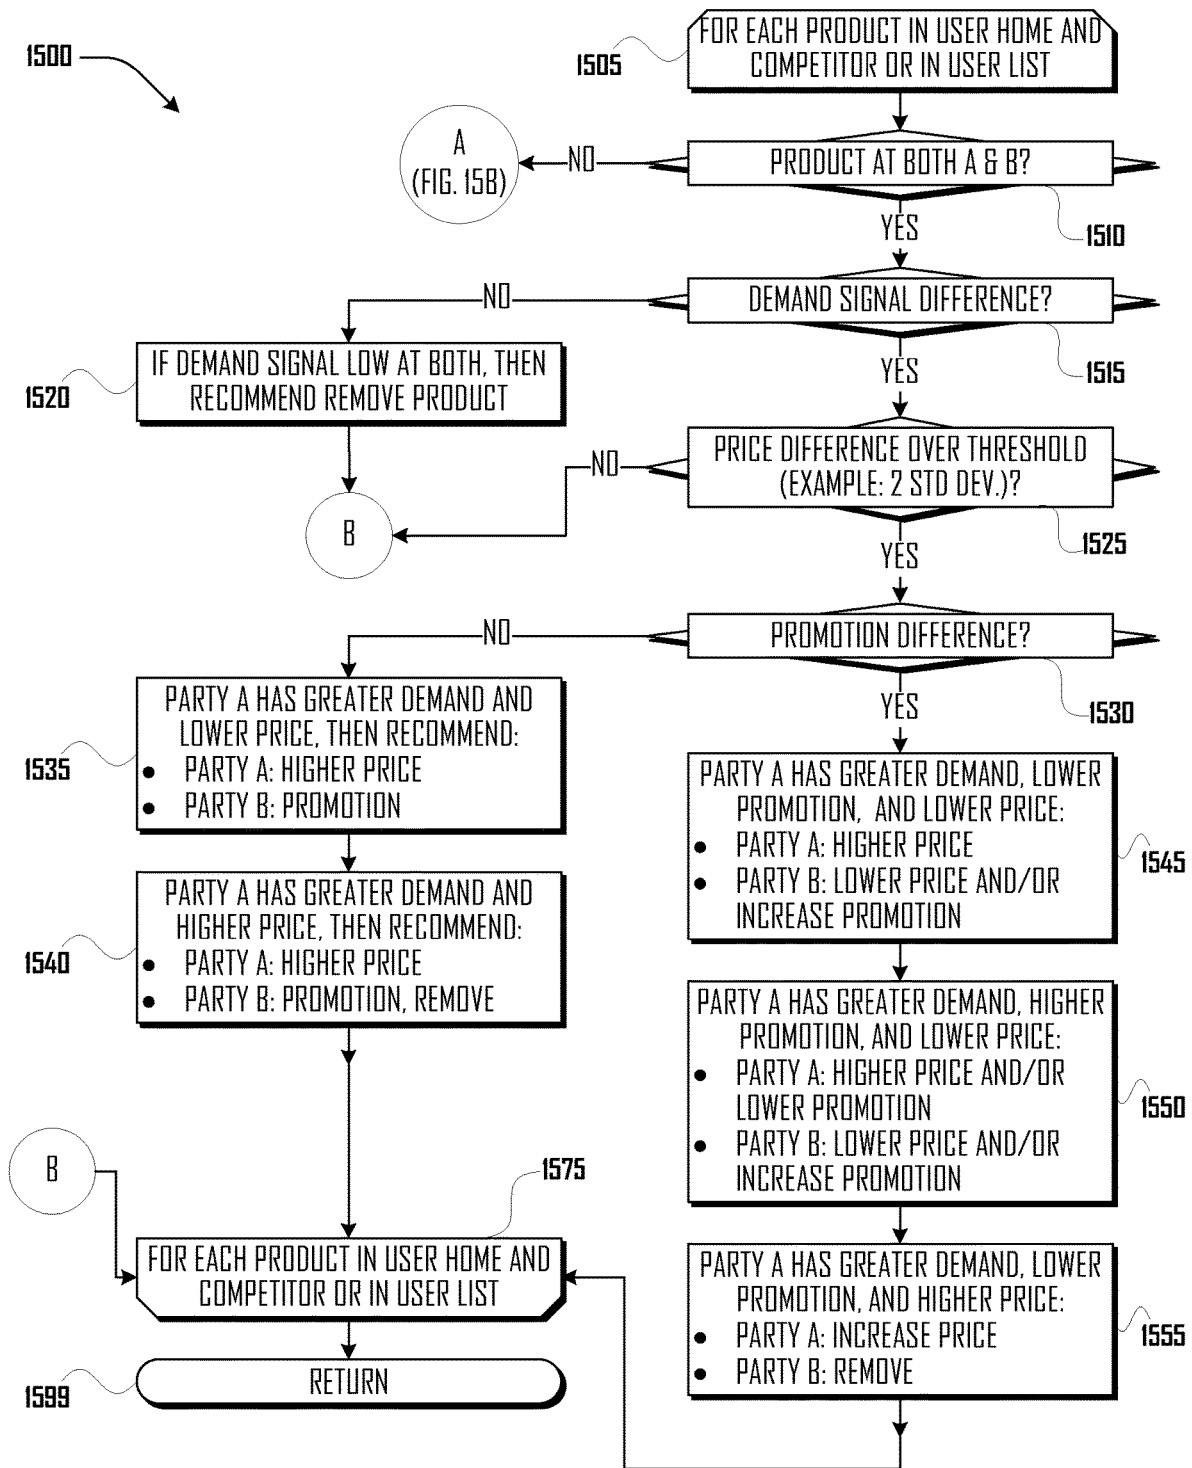 1500
1505
FOR EACH PRODUCT IN USER HOME AND
COMPETITOR OR IN USER LIST
A
(FIG. 15B)
NO
PRODUCT AT BOTH A & B?
YES
1510
NO
DEMAND SIGNAL DIFFERENCE?
1515
IF DEMAND SIGNAL LOW AT BOTH, THEN
RECOMMEND REMOVE PRODUCT
1520
YES
NO
PRICE DIFFERENCE OVER THRESHOLD
(EXAMPLE: 2 STD DEV.)?
B
1525
YES
NO
PROMOTION DIFFERENCE?
1530
YES
PARTY A HAS GREATER DEMAND AND
LOWER PRICE, THEN RECOMMEND:
• PARTY A: HIGHER PRICE
• PARTY B: PROMOTION
1535
PARTY A HAS GREATER DEMAND AND
HIGHER PRICE, THEN RECOMMEND:
• PARTY A: HIGHER PRICE
• PARTY B: PROMOTION, REMOVE
1540
PARTY A HAS GREATER DEMAND, LOWER
PROMOTION, AND LOWER PRICE:
• PARTY A: HIGHER PRICE
• PARTY B: LOWER PRICE AND/OR
INCREASE PROMOTION
1545
PARTY A HAS GREATER DEMAND, HIGHER
PROMOTION, AND LOWER PRICE:
• PARTY A: HIGHER PRICE AND/OR
LOWER PROMOTION
• PARTY B: LOWER PRICE AND/OR
INCREASE PROMOTION
1550
B
1575
FOR EACH PRODUCT IN USER HOME AND
COMPETITOR OR IN USER LIST
PARTY A HAS GREATER DEMAND, LOWER
PROMOTION, AND HIGHER PRICE:
• PARTY A: INCREASE PRICE
• PARTY B: REMOVE
1555
RETURN
1599